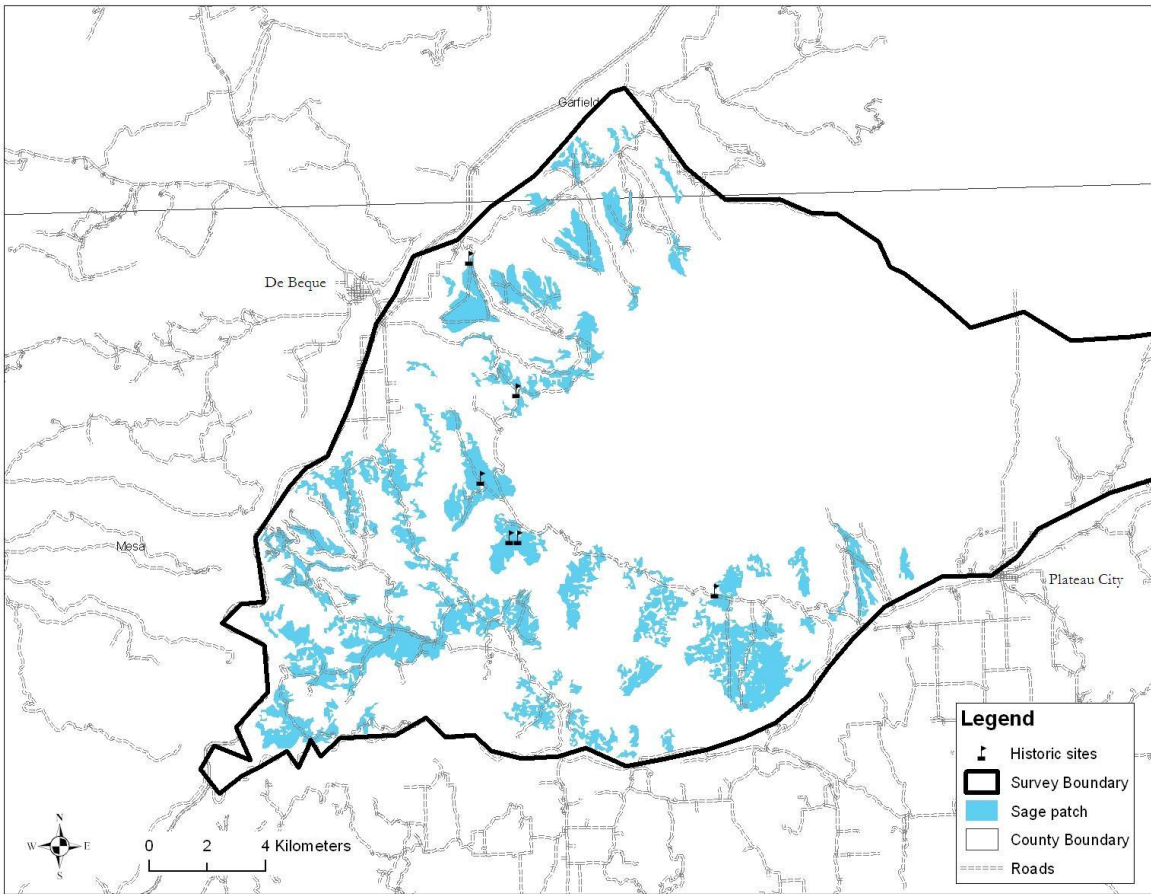 Garfield
De Beque
Mesa
Plateau City
Legend
Historic sites
Survey Boundary
Sage patch
County Boundary
Roads
N
W E
S
0 2 4 Kilometers